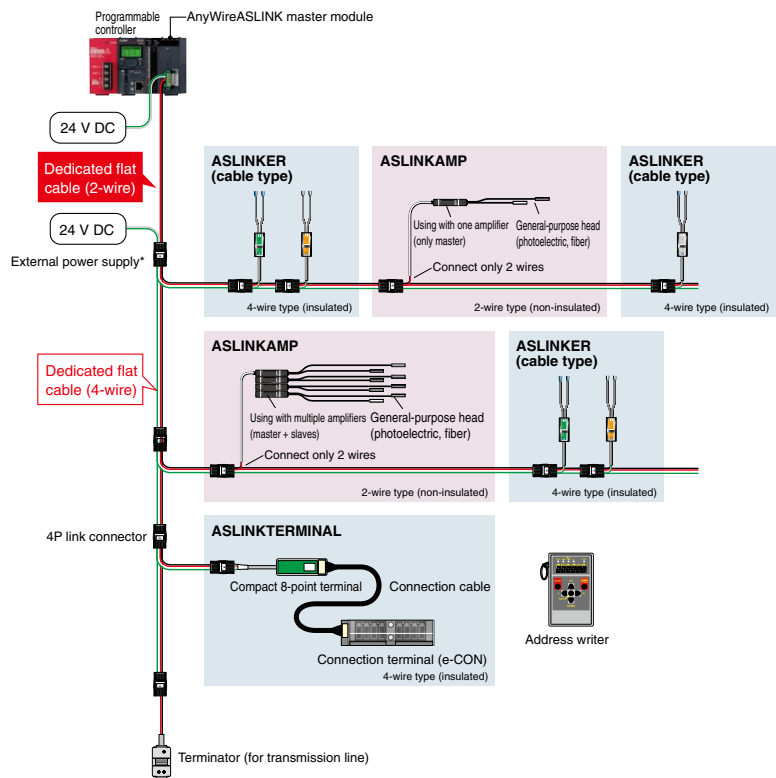 Programmable
controller
AnyWireASLINK master module
24 V DC
Dedicated flat
cable (2-wire)
24 V DC
External power supply*
ASLINKER
(cable type)
4-wire type (insulated)
ASLINKAMP
Using with one amplifier
(only master)
General-purpose head
(photoelectric, fiber)
Connect only 2 wires
2-wire type (non-insulated)
ASLINKER
(cable type)
4-wire type (insulated)
Dedicated flat
cable (4-wire)
ASLINKAMP
Using with multiple amplifiers
(master + slaves)
General-purpose head
(photoelectric, fiber)
Connect only 2 wires
2-wire type (non-insulated)
ASLINKER
(cable type)
4-wire type (insulated)
4P link connector
ASLINKTERMINAL
Compact 8-point terminal
Connection cable
Connection terminal (e-CON)
4-wire type (insulated)
Address writer
Terminator (for transmission line)